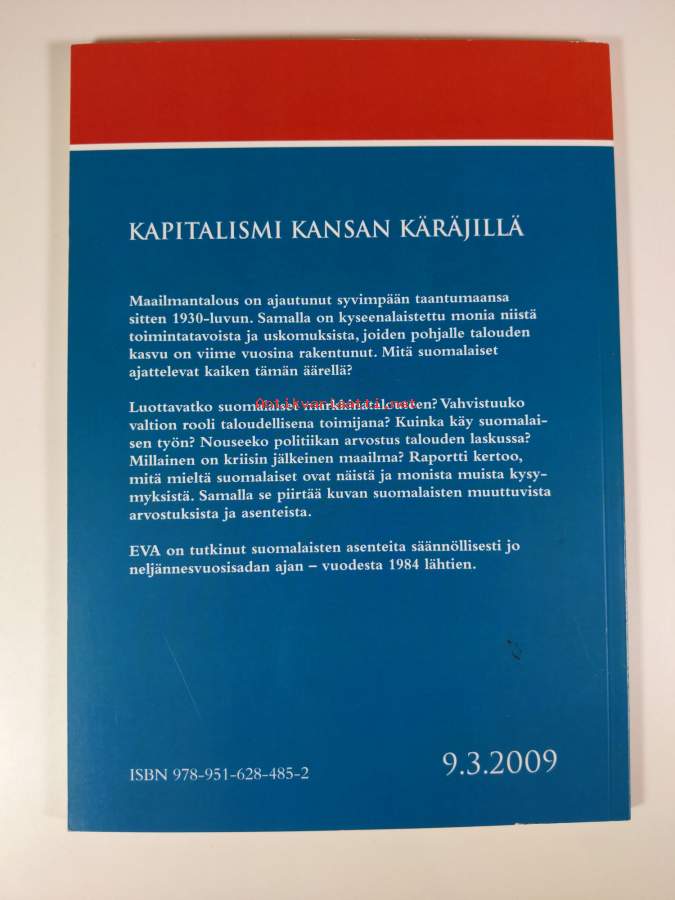 KAPITALISMI KANSAN KÄRÄJILLÄ
Maailmantalous on ajautunut syvimpään taantumaansa
sitten 1930-luvun. Samalla on kyseenalaistettu monia niistä
toimintatavoista ja uskomuksista, joiden pohjalle talouden
kasvu on viime vuosina rakentunut. Mitä suomalaiset
ajattelevat kaiken tämän äärellä?
Luottavatko suomalaiset markkinatalouteen? Vahvistuuko
Antikvariaatti.net
valtion rooli taloudellisena toimijana? Kuinka käy suomalai-
sen työn? Nouseeko politiikan arvostus talouden laskussa?
Millainen on kriisin jälkeinen maailma? Raportti kertoo,
mitä mieltä suomalaiset ovat näistä ja monista muista kysy-
myksistä. Samalla se piirtää kuvan suomalaisten muuttuvista
arvostuksista ja asenteista.
EVA on tutkinut suomalaisten asenteita säännöllisesti jo
neljännesvuosisadan ajan – vuodesta 1984 lähtien.
ISBN 978-951-628-485-2
9.3.2009